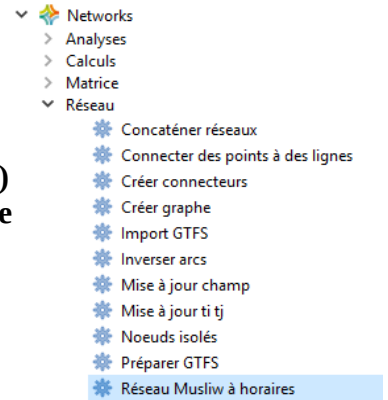 Networks
Analyses
Calculs
Matrice
Réseau
Concaténer réseaux
Connecter des points à des lignes
)
Créer connecteurs
e
Créer graphe
Import GTFS
Inverser arcs
Mise à jour champ
Mise à jour ti tj
Noeuds isolés
Préparer GTFS
Réseau Musliw à horaires